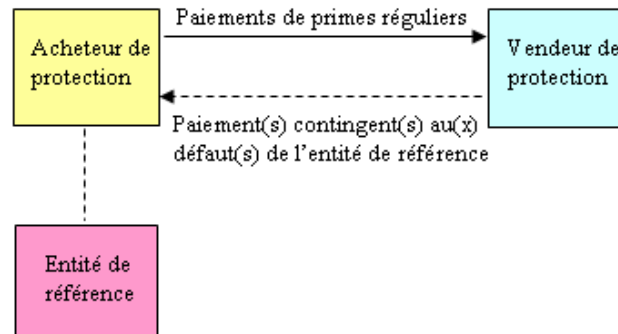 Paiements de primes réguliers
Acheteur de
protection
Vendeur de
protection
Paiement(s) contingent(s) au(x)
défaut(s) de l'entité de référence
Entité de
référence